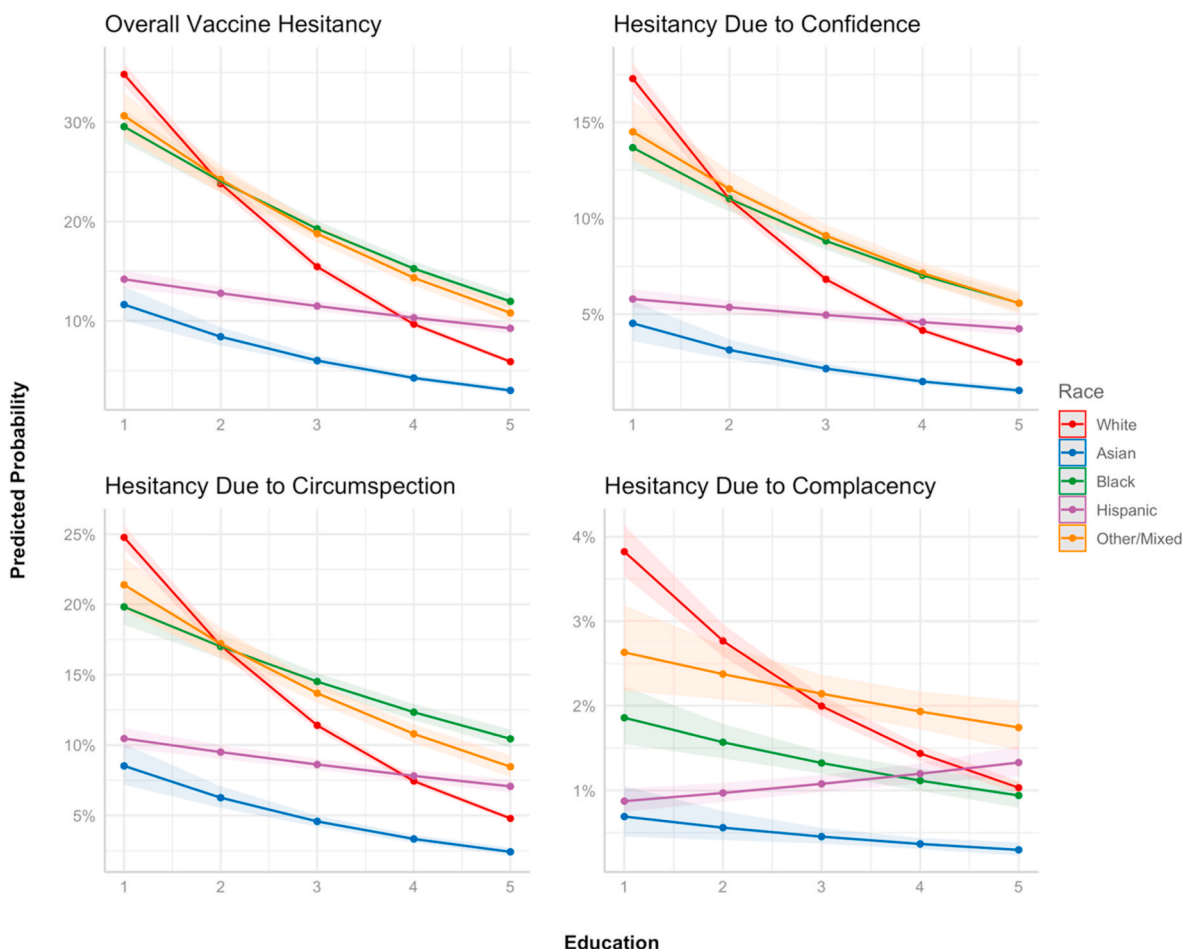 Overall Vaccine Hesitancy
30%
20%
10%
1 2 3 4 5
Hesitancy Due to Confidence
15%
10%
5%
1 2 3 4 5
Predicted Probability
Hesitancy Due to Circumspection
25%
20%
15%
10%
5%
1 2 3 4 5
Hesitancy Due to Complacency
4%
3%
2%
1%
1 2 3 4 5
Race
White
Asian
Black
Hispanic
Other/Mixed
Education